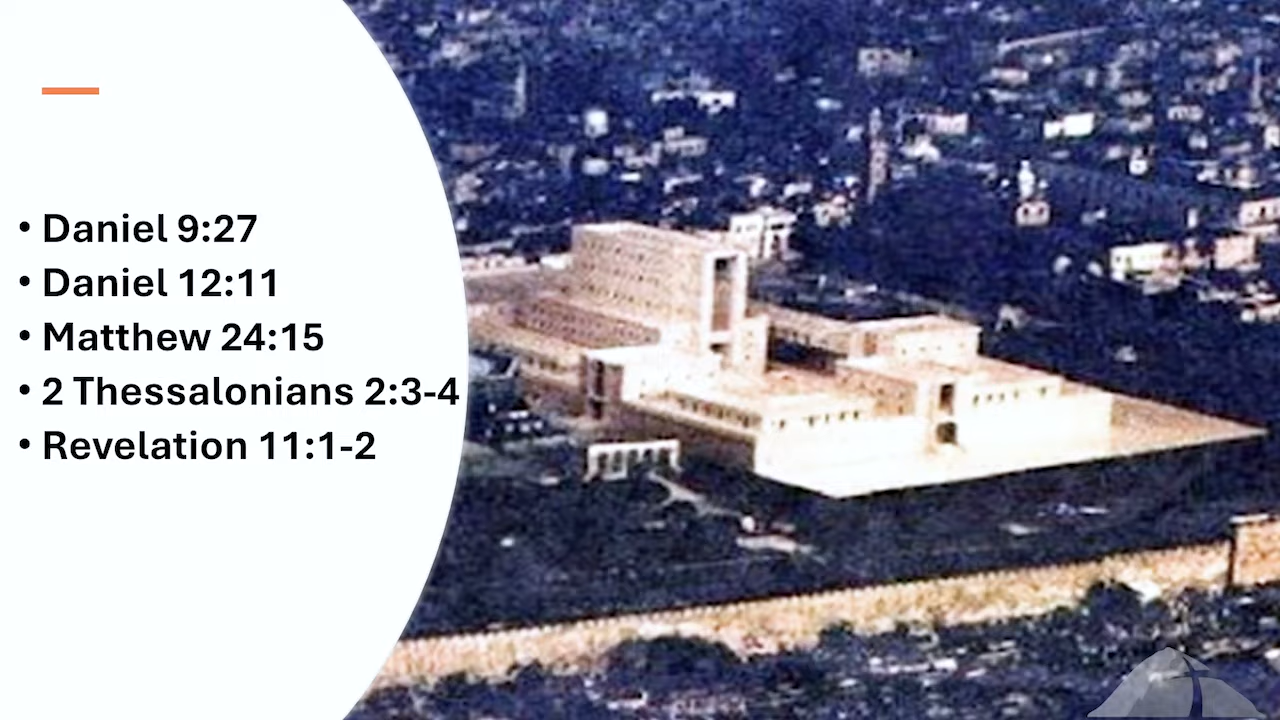 • Daniel 9:27
• Daniel 12:11
• Matthew 24:15
• 2 Thessalonians 2:3-4
• Revelation 11:1-2